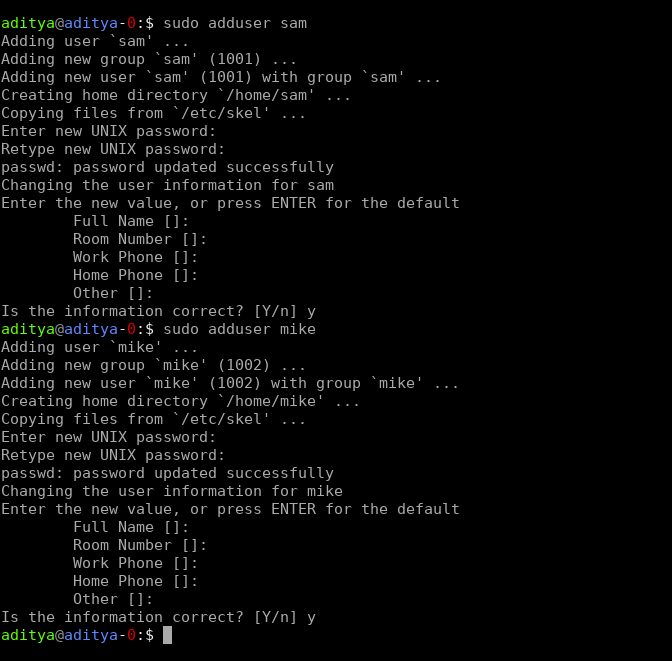 aditya@aditya-0:$ sudo adduser sam
Adding user `sam' ...
Adding new group `sam' (1001) ...
Adding new user `sam' (1001) with group `sam' ...
Creating home directory `/home/sam' ...
Copying files from `/etc/skel' ...
Enter new UNIX password:
Retype new UNIX password:
passwd: password updated successfully
Changing the user information for sam
Enter the new value, or press ENTER for the default
        Full Name []:
        Room Number []:
        Work Phone []:
        Home Phone []:
        Other []:
Is the information correct? [Y/n] y
aditya@aditya-0:$ sudo adduser mike
Adding user `mike' ...
Adding new group `mike' (1002) ...
Adding new user `mike' (1002) with group `mike' ...
Creating home directory `/home/mike' ...
Copying files from `/etc/skel' ...
Enter new UNIX password:
Retype new UNIX password:
passwd: password updated successfully
Changing the user information for mike
Enter the new value, or press ENTER for the default
        Full Name []:
        Room Number []:
        Work Phone []:
        Home Phone []:
        Other []:
Is the information correct? [Y/n] y
aditya@aditya-0:$